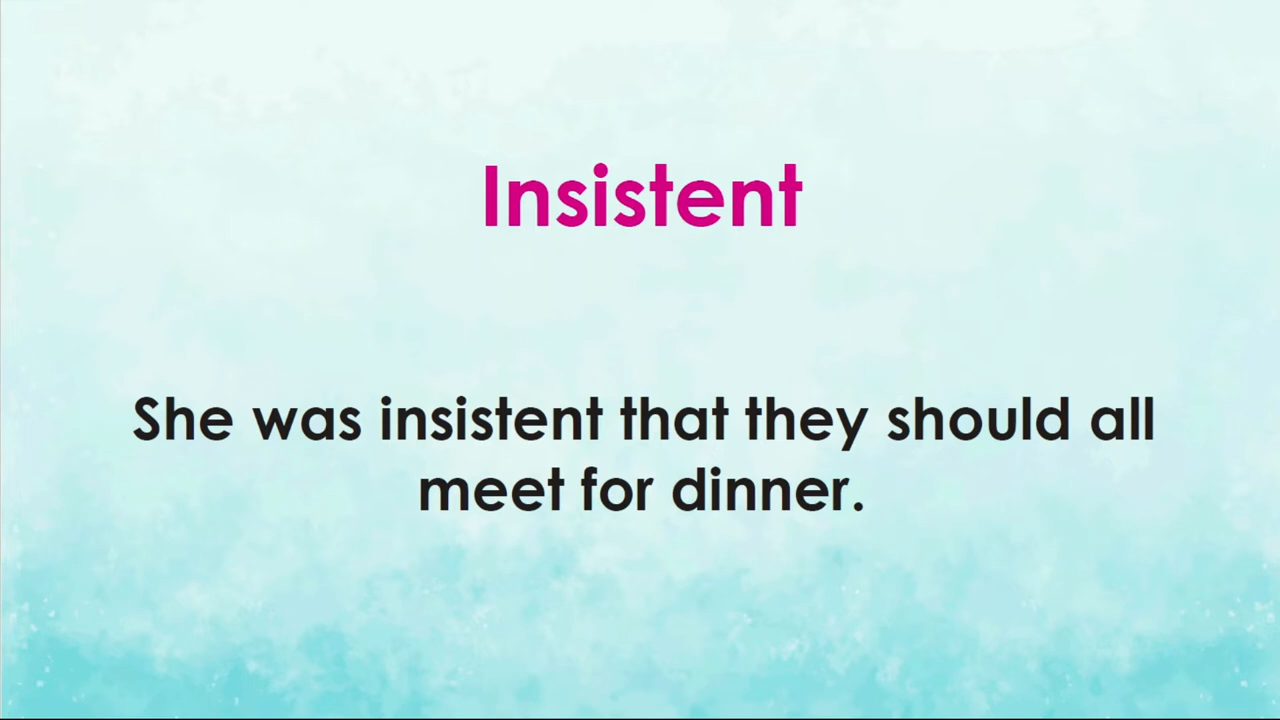 Insistent
She was insistent that they should all
meet for dinner.